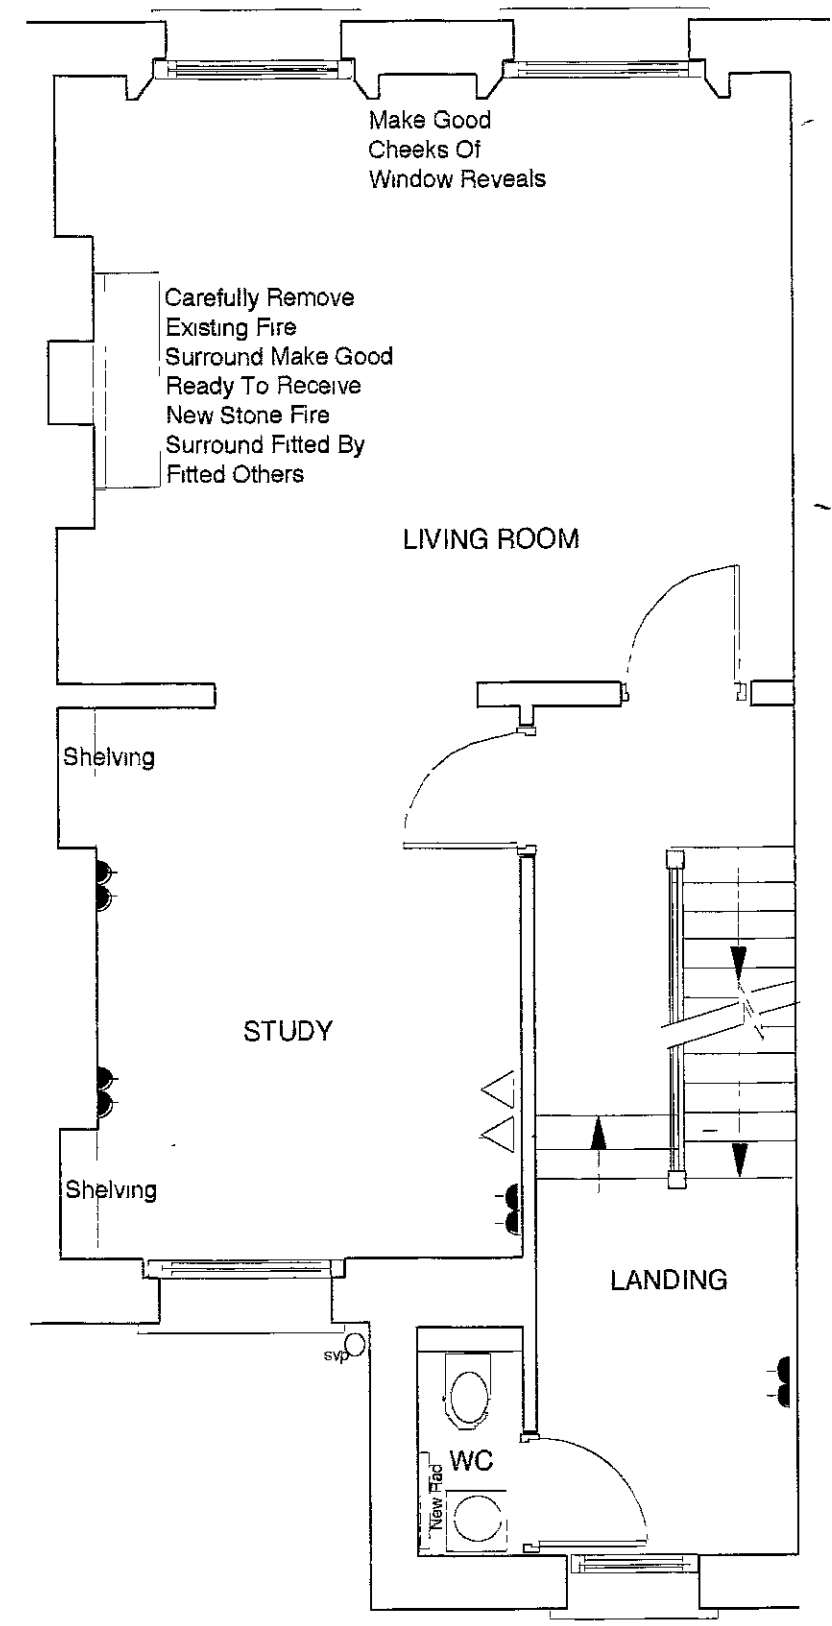 Make Good
Cheeks Of
Window Reveals
Carefully Remove
Existing Fire
Surround Make Good
Ready To Receive
New Stone Fire
Surround Fitted By
Fitted Others
LIVING ROOM
Shelving
STUDY
Shelving
LANDING
svp
WC
New Rad